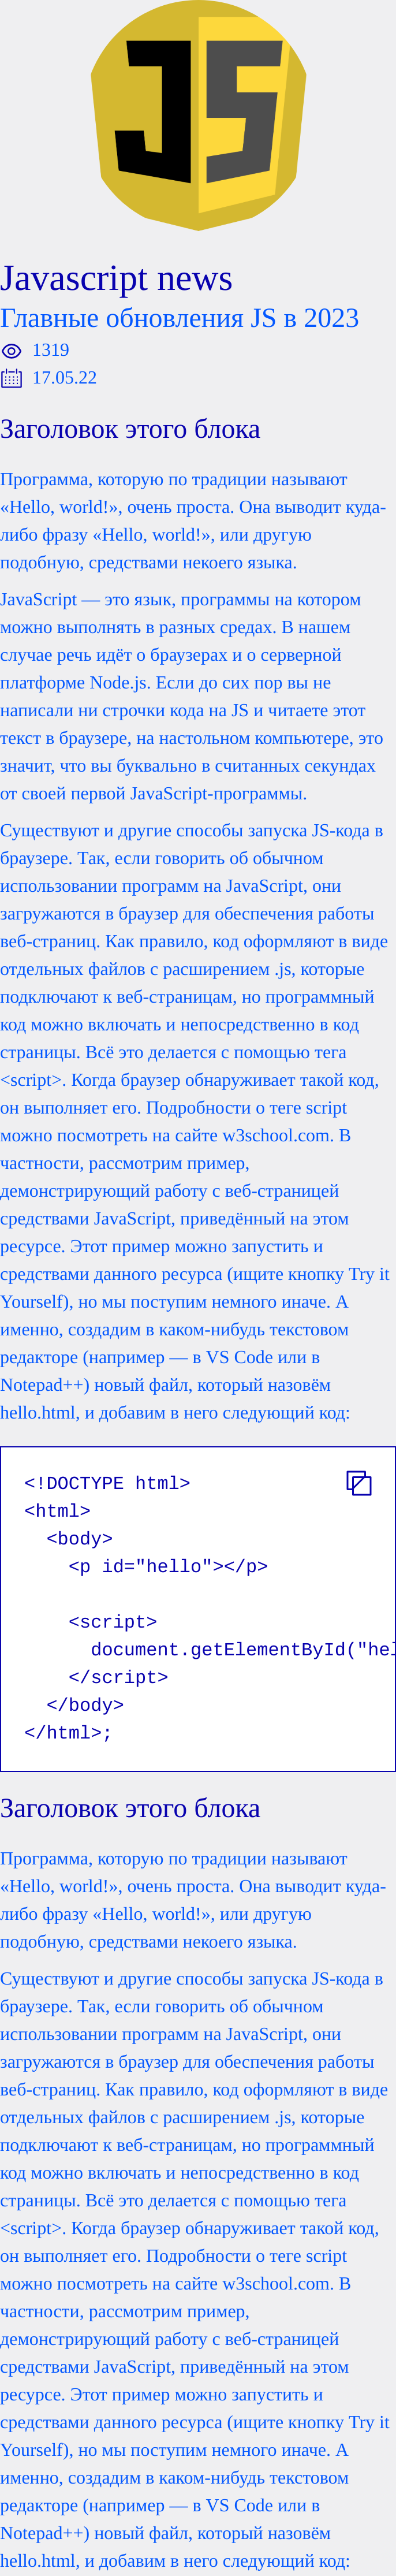 JS
Javascript news
Главные обновления JS в 2023
1319
17.05.22
Заголовок этого блока
Программа, которую по традиции называют
«Hello, world!», очень проста. Она выводит куда-
либо фразу «Hello, world!», или другую
подобную, средствами некоего языка.
JavaScript — это язык, программы на котором
можно выполнять в разных средах. В нашем
случае речь идёт о браузерах и о серверной
платформе Node.js. Если до сих пор вы не
написали ни строчки кода на JS и читаете этот
текст в браузере, на настольном компьютере, это
значит, что вы буквально в считанных секундах
от своей первой JavaScript-программы.
Существуют и другие способы запуска JS-кода в
браузере. Так, если говорить об обычном
использовании программ на JavaScript, они
загружаются в браузер для обеспечения работы
веб-страниц. Как правило, код оформляют в виде
отдельных файлов с расширением .js, которые
подключают к веб-страницам, но программный
код можно включать и непосредственно в код
страницы. Всё это делается с помощью тега
<script>. Когда браузер обнаруживает такой код,
он выполняет его. Подробности о теге script
можно посмотреть на сайте w3school.com. В
частности, рассмотрим пример,
демонстрирующий работу с веб-страницей
средствами JavaScript, приведённый на этом
ресурсе. Этот пример можно запустить и
средствами данного ресурса (ищите кнопку Try it
Yourself), но мы поступим немного иначе. А
именно, создадим в каком-нибудь текстовом
редакторе (например — в VS Code или в
Notepad++) новый файл, который назовём
hello.html, и добавим в него следующий код:
<!DOCTYPE html>
<html>
  <body>
    <p id="hello"></p>
    <script>
      document.getElementById("hel
    </script>
  </body>
</html>;
Заголовок этого блока
Программа, которую по традиции называют
«Hello, world!», очень проста. Она выводит куда-
либо фразу «Hello, world!», или другую
подобную, средствами некоего языка.
Существуют и другие способы запуска JS-кода в
браузере. Так, если говорить об обычном
использовании программ на JavaScript, они
загружаются в браузер для обеспечения работы
веб-страниц. Как правило, код оформляют в виде
отдельных файлов с расширением .js, которые
подключают к веб-страницам, но программный
код можно включать и непосредственно в код
страницы. Всё это делается с помощью тега
<script>. Когда браузер обнаруживает такой код,
он выполняет его. Подробности о теге script
можно посмотреть на сайте w3school.com. В
частности, рассмотрим пример,
демонстрирующий работу с веб-страницей
средствами JavaScript, приведённый на этом
ресурсе. Этот пример можно запустить и
средствами данного ресурса (ищите кнопку Try it
Yourself), но мы поступим немного иначе. А
именно, создадим в каком-нибудь текстовом
редакторе (например — в VS Code или в
Notepad++) новый файл, который назовём
hello.html, и добавим в него следующий код: